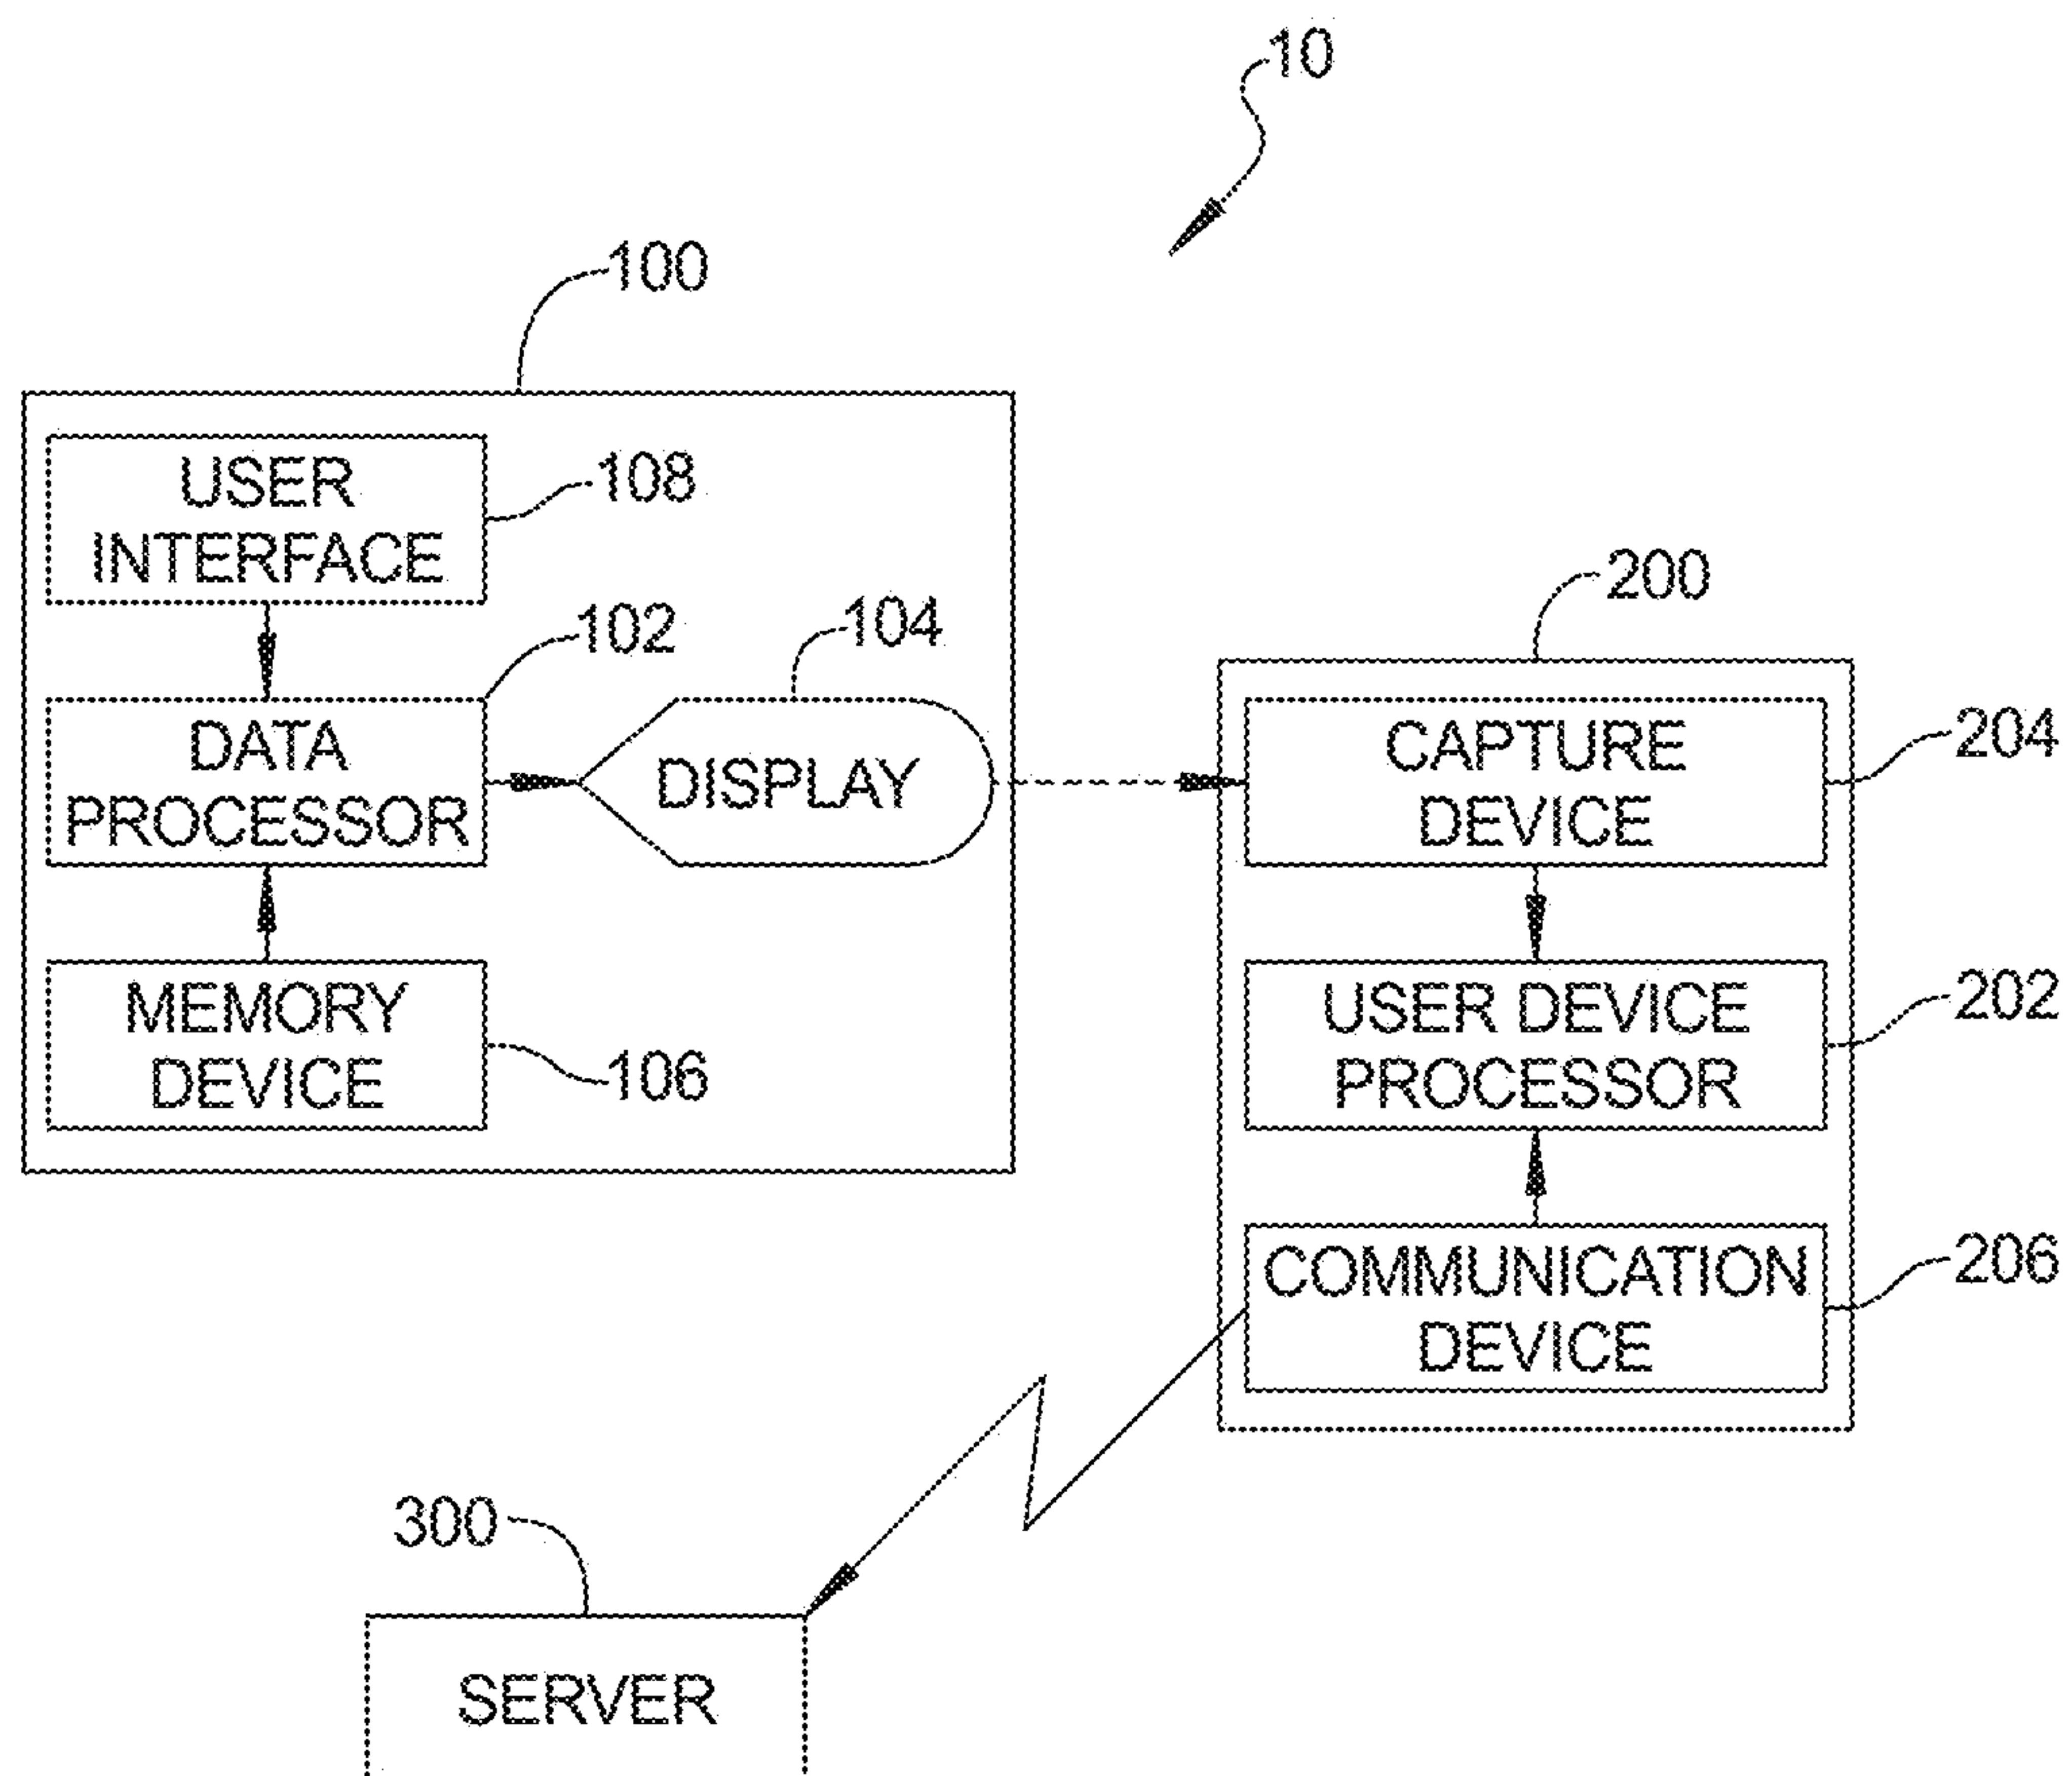 10
100
USER
INTERFACE
108
102
104
DATA
PROCESSOR
DISPLAY
MEMORY
DEVICE
106
200
CAPTURE
DEVICE
204
USER DEVICE
PROCESSOR
202
COMMUNICATION
DEVICE
206
300
SERVER